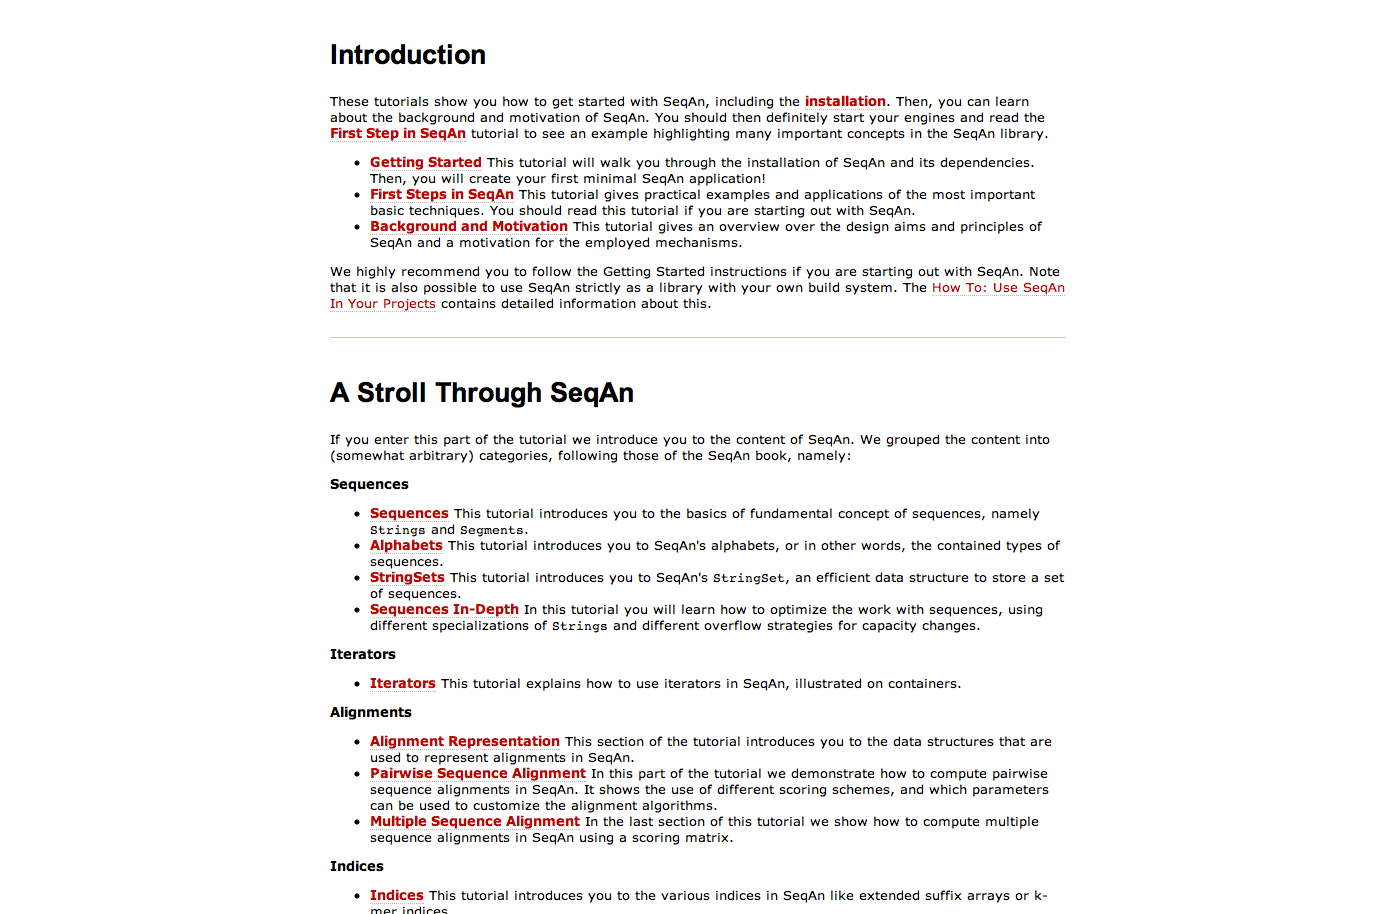 Introduction
These tutorials show you how to get started with SeqAn, including the installation. Then, you can learn
about the background and motivation of SeqAn. You should then definitely start your engines and read the
First Step in SeqAn tutorial to see an example highlighting many important concepts in the SeqAn library.
• Getting Started This tutorial will walk you through the installation of SeqAn and its dependencies.
Then, you will create your first minimal SeqAn application!
• First Steps in SeqAn This tutorial gives practical examples and applications of the most important
basic techniques. You should read this tutorial if you are starting out with SeqAn.
• Background and Motivation This tutorial gives an overview over the design aims and principles of
SeqAn and a motivation for the employed mechanisms.
We highly recommend you to follow the Getting Started instructions if you are starting out with SeqAn. Note
that it is also possible to use SeqAn strictly as a library with your own build system. The How To: Use SeqAn
In Your Projects contains detailed information about this.
A Stroll Through SeqAn
If you enter this part of the tutorial we introduce you to the content of SeqAn. We grouped the content into
(somewhat arbitrary) categories, following those of the SeqAn book, namely:
Sequences
• Sequences This tutorial introduces you to the basics of fundamental concept of sequences, namely
Strings and Segments.
• Alphabets This tutorial introduces you to SeqAn's alphabets, or in other words, the contained types of
sequences.
• StringSets This tutorial introduces you to SeqAn's StringSet, an efficient data structure to store a set
of sequences.
• Sequences In-Depth In this tutorial you will learn how to optimize the work with sequences, using
different specializations of Strings and different overflow strategies for capacity changes.
Iterators
• Iterators This tutorial explains how to use iterators in SeqAn, illustrated on containers.
Alignments
• Alignment Representation This section of the tutorial introduces you to the data structures that are
used to represent alignments in SeqAn.
• Pairwise Sequence Alignment In this part of the tutorial we demonstrate how to compute pairwise
sequence alignments in SeqAn. It shows the use of different scoring schemes, and which parameters
can be used to customize the alignment algorithms.
• Multiple Sequence Alignment In the last section of this tutorial we show how to compute multiple
sequence alignments in SeqAn using a scoring matrix.
Indices
• Indices This tutorial introduces you to the various indices in SeqAn like extended suffix arrays or k-
mer indices